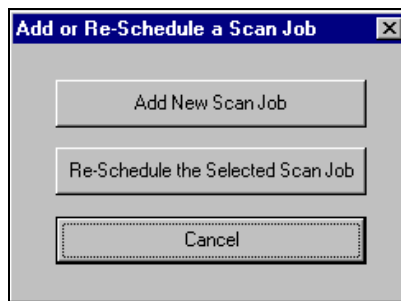 Add or Re-Schedule a Scan Job
Add New Scan Job
Re-Schedule the Selected Scan Job
Cancel